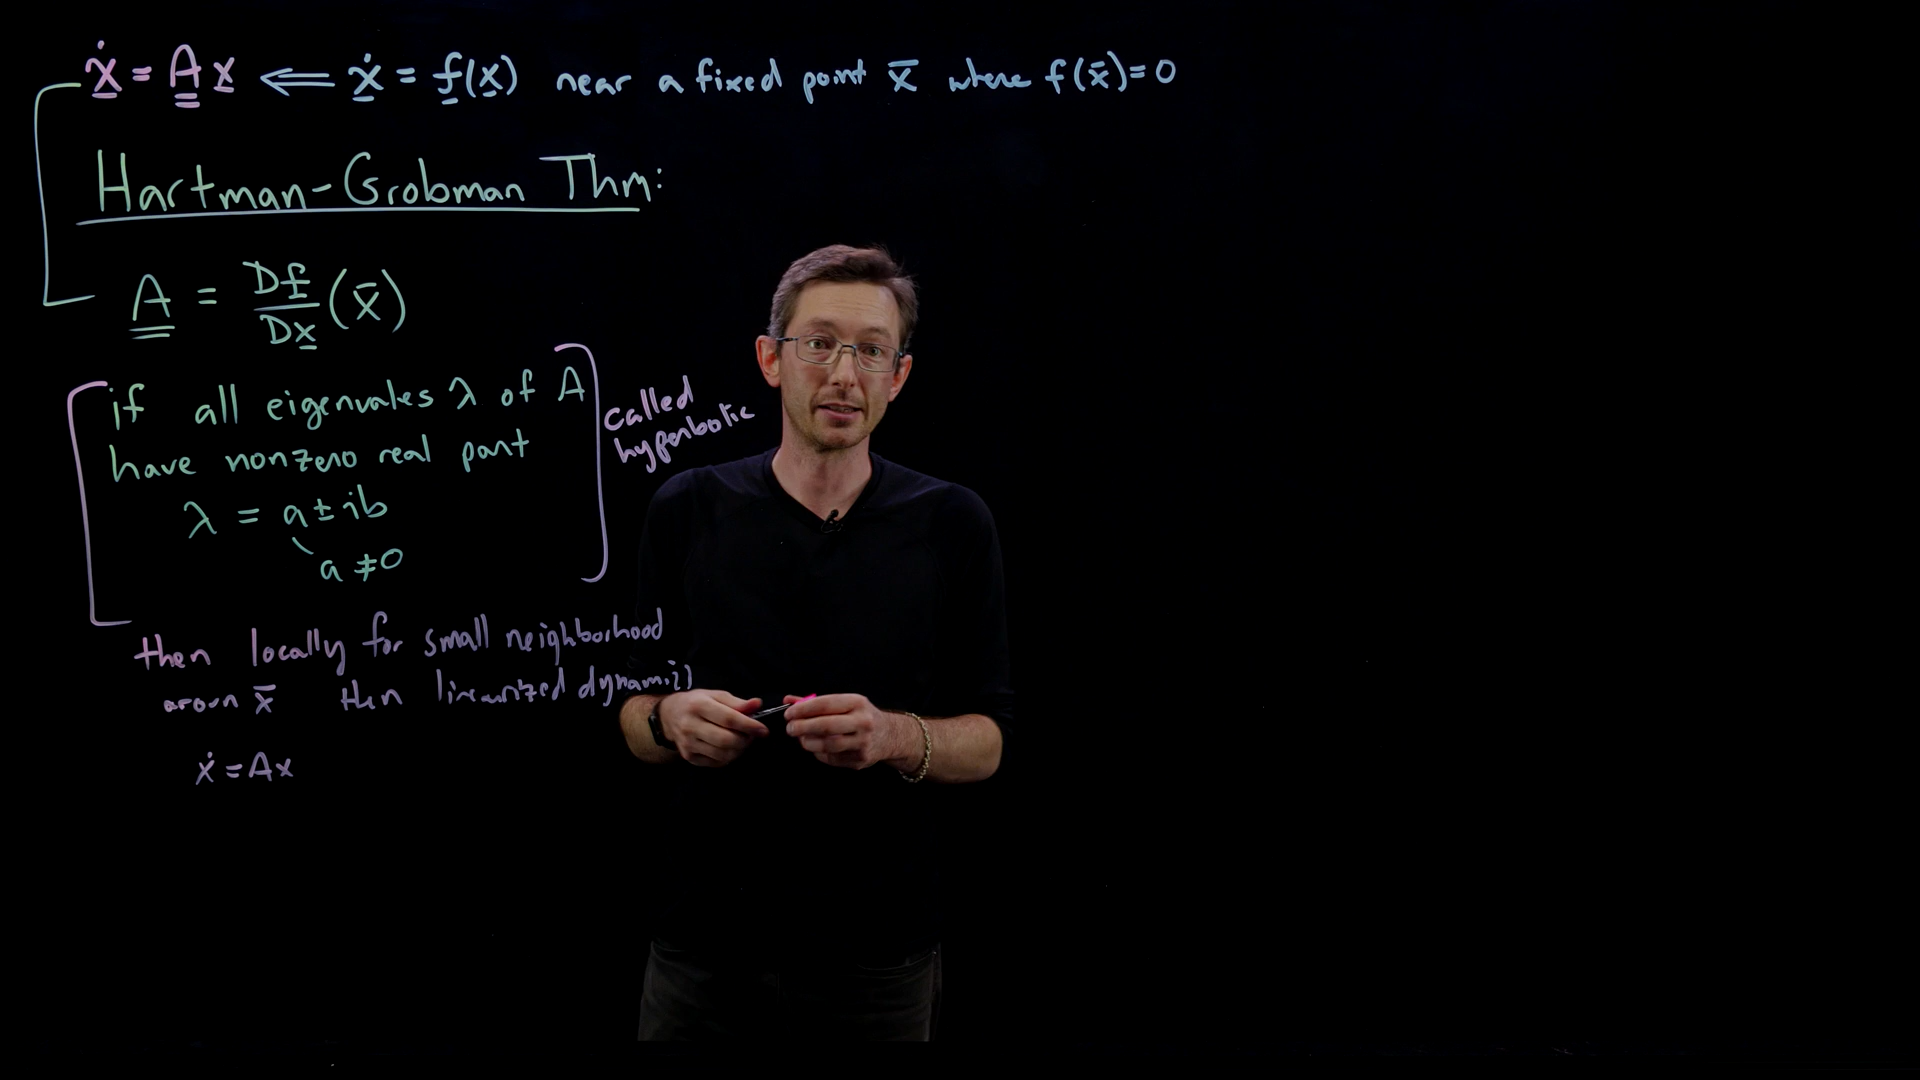 ẋ = A x ⟸ ẋ = f(x) near a fixed point x̄ where f(x̄)=0
Hartman-Grobman Thm:
A = Df/Dx (x̄)
if all eigenvales λ of A
have nonzero real part
λ = a ± ib
a ≠ 0
called
hyperbolic
then locally for small neighborhood
aroun x̄ then linearized dynamics
ẋ = Ax